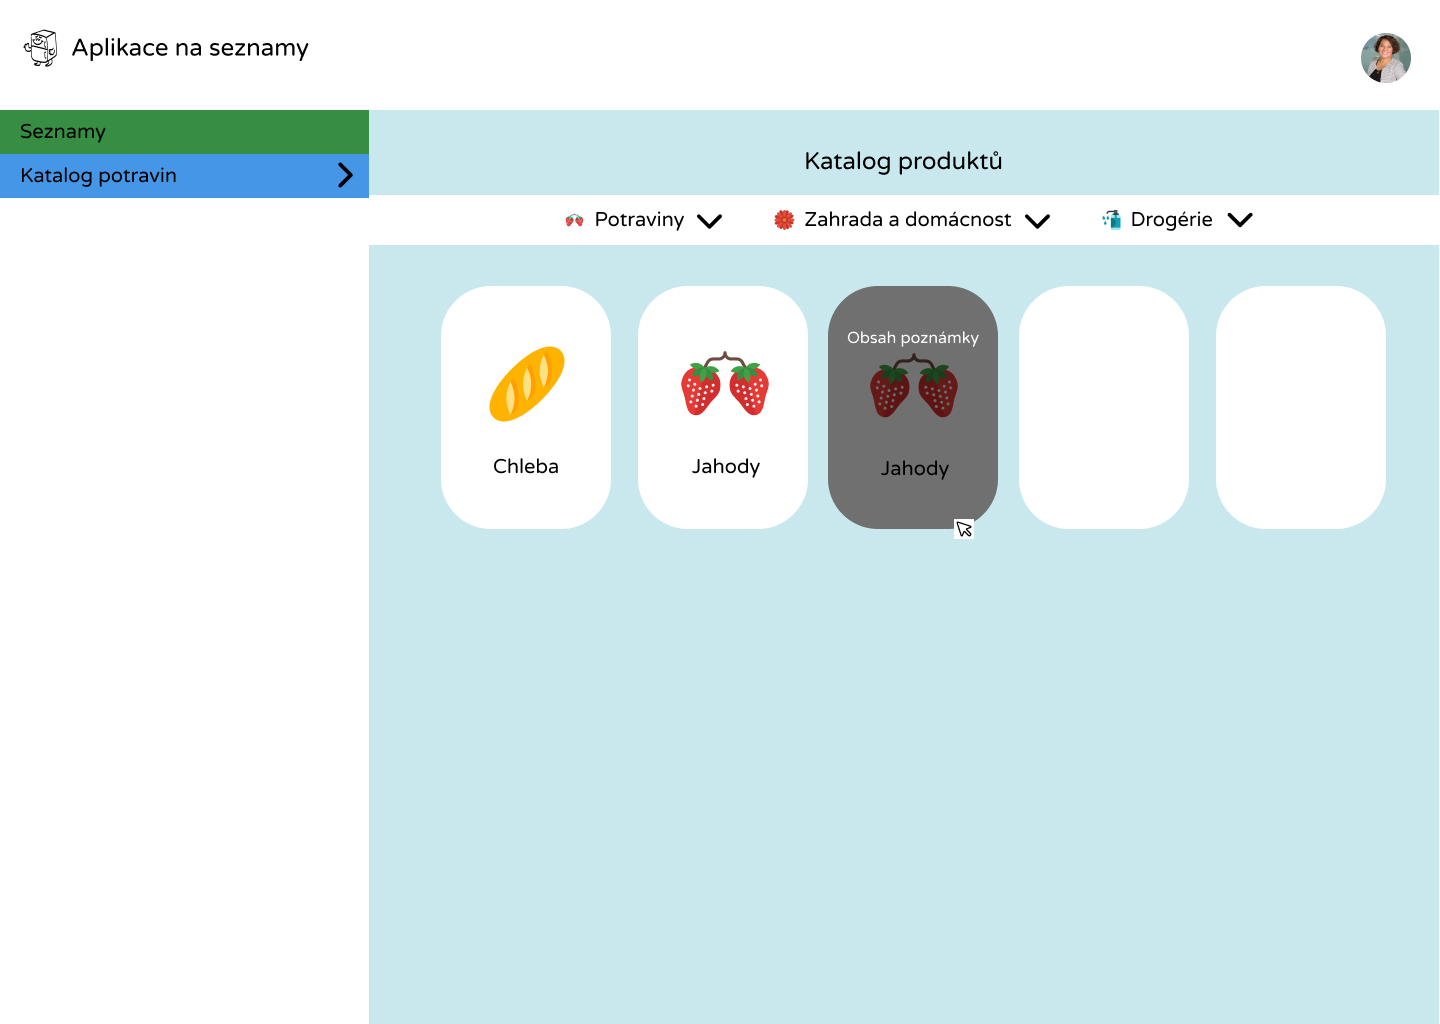 Aplikace na seznamy
Seznamy
Katalog potravin
Katalog produktů
Potraviny
Zahrada a domácnost
Drogérie
Chleba
Jahody
Obsah poznámky
Jahody